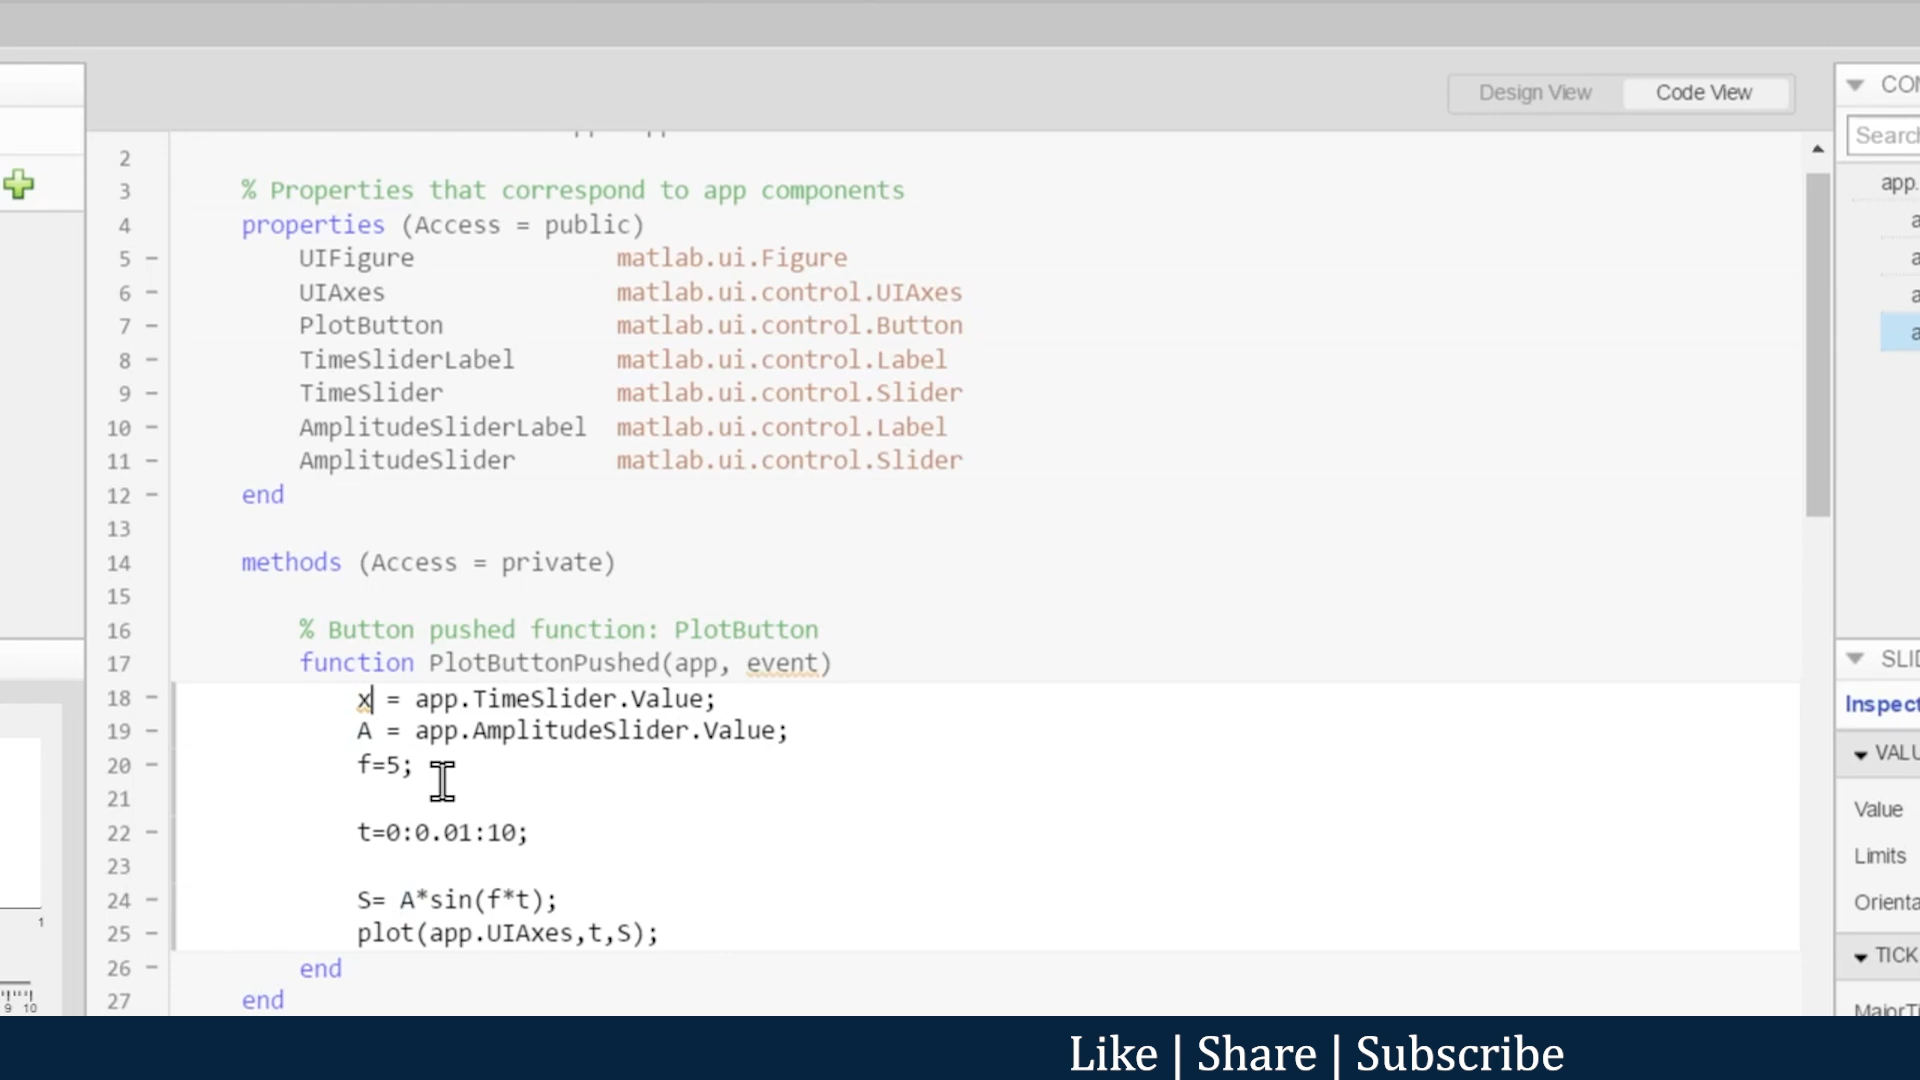 Design View
Code View
CON
Search
app.
2
3 % Properties that correspond to app components
4 properties (Access = public)
5 – UIFigure matlab.ui.Figure
6 – UIAxes matlab.ui.control.UIAxes
7 – PlotButton matlab.ui.control.Button
8 – TimeSliderLabel matlab.ui.control.Label
9 – TimeSlider matlab.ui.control.Slider
10 – AmplitudeSliderLabel matlab.ui.control.Label
11 – AmplitudeSlider matlab.ui.control.Slider
12 – end
13
14 methods (Access = private)
15
16 % Button pushed function: PlotButton
17 function PlotButtonPushed(app, event)
18 – x = app.TimeSlider.Value;
19 – A = app.AmplitudeSlider.Value;
20 – f=5;
21
22 – t=0:0.01:10;
23
24 – S= A*sin(f*t);
25 – plot(app.UIAxes,t,S);
26 – end
27 end
a
a
a
a
SLID
Inspect
VALU
Value
Limits
Orienta
TICK
MajorTi
1
9 10
Like | Share | Subscribe